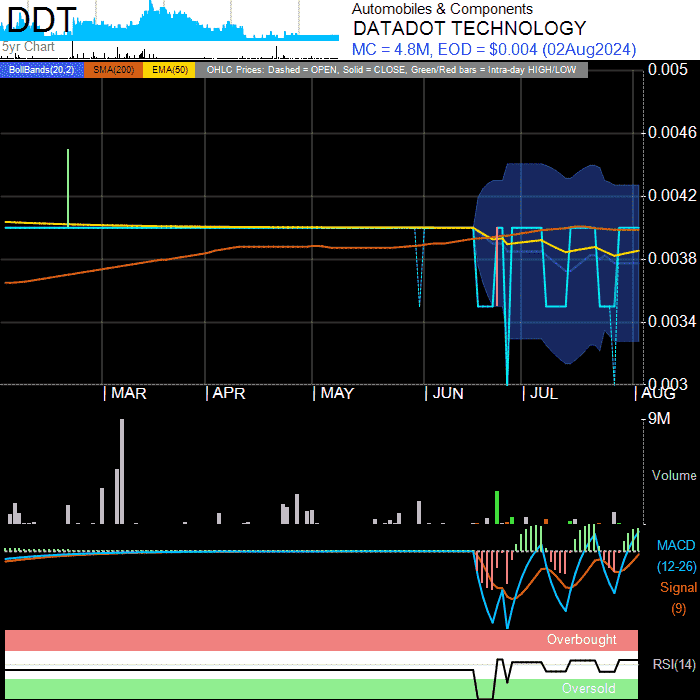 DDT
5yr Chart
Automobiles & Components
DATADOT TECHNOLOGY
MC = 4.8M, EOD = $0.004 (02Aug2024)
BollBands(20,2) SMA(200) EMA(50) OHLC Prices: Dashed = OPEN, Solid = CLOSE, Green/Red bars = Intra-day HIGH/LOW
0.005
0.0046
0.0042
0.0038
0.0034
0.003
MAR APR MAY JUN JUL AUG
9M
Volume
MACD
(12-26)
Signal
(9)
Overbought
RSI(14)
Oversold